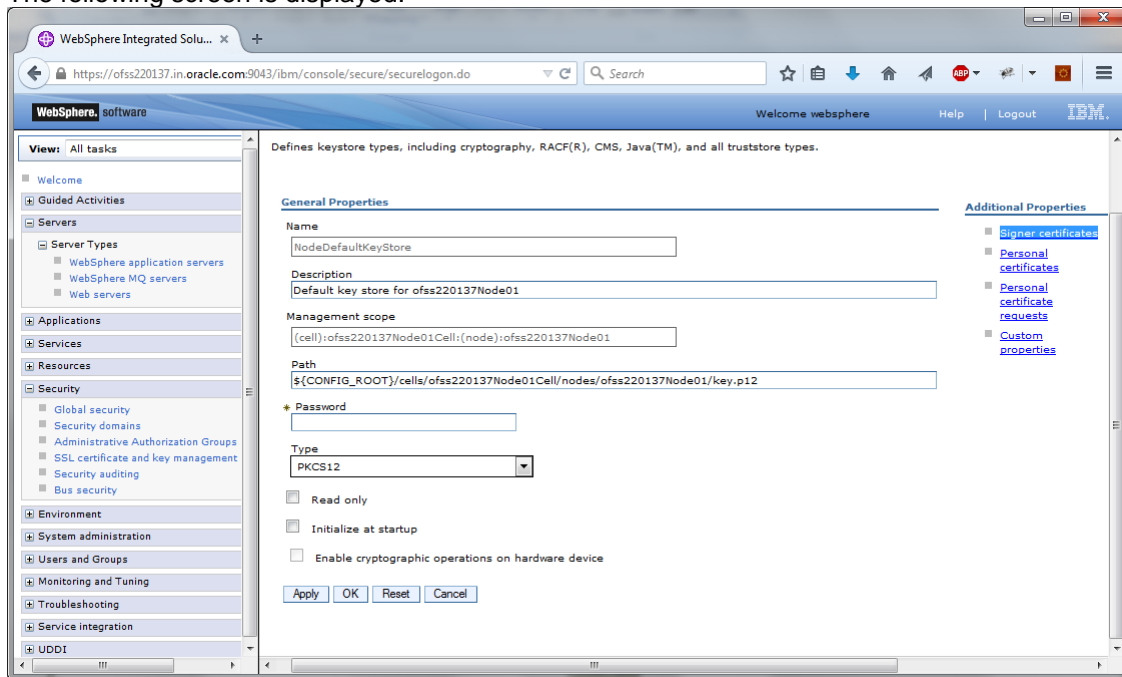 The following screen is displayed.
WebSphere Integrated Solu... × +
https://ofss220137.in.oracle.com:9043/ibm/console/secure/securelogon.do
Search
ABP
WebSphere. software
Welcome websphere
Help | Logout
IBM.
View: All tasks
Welcome
Guided Activities
Servers
Server Types
WebSphere application servers
WebSphere MQ servers
Web servers
Applications
Services
Resources
Security
Global security
Security domains
Administrative Authorization Groups
SSL certificate and key management
Security auditing
Bus security
Environment
System administration
Users and Groups
Monitoring and Tuning
Troubleshooting
Service integration
UDDI
Defines keystore types, including cryptography, RACF(R), CMS, Java(TM), and all truststore types.
General Properties
Name
NodeDefaultKeyStore
Description
Default key store for ofss220137Node01
Management scope
(cell):ofss220137Node01Cell:(node):ofss220137Node01
Path
${CONFIG_ROOT}/cells/ofss220137Node01Cell/nodes/ofss220137Node01/key.p12
* Password
Type
PKCS12
Read only
Initialize at startup
Enable cryptographic operations on hardware device
Apply OK Reset Cancel
Additional Properties
Signer certificates
Personal
certificates
Personal
certificate
requests
Custom
properties